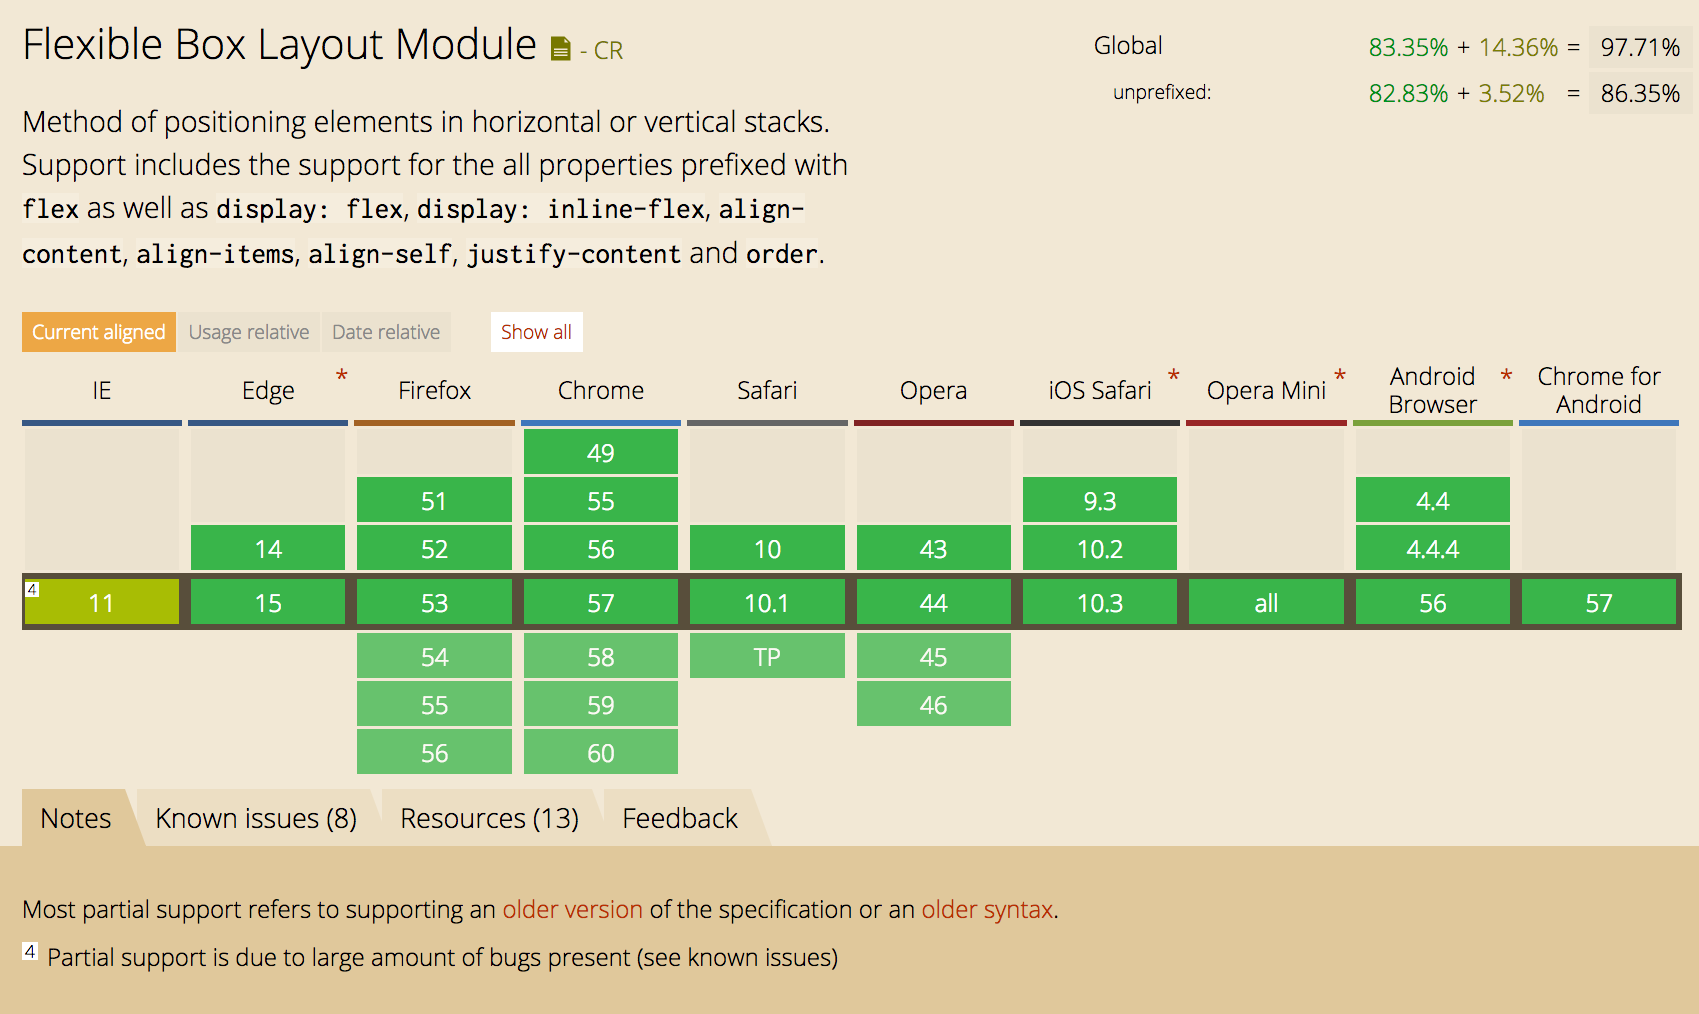 Flexible Box Layout Module - CR
Global 83.35% + 14.36% = 97.71%
unprefixed: 82.83% + 3.52% = 86.35%
Method of positioning elements in horizontal or vertical stacks.
Support includes the support for the all properties prefixed with
flex as well as display: flex, display: inline-flex, align-
content, align-items, align-self, justify-content and order.
Current aligned Usage relative Date relative Show all
IE Edge * Firefox Chrome Safari Opera iOS Safari * Opera Mini * Android Browser * Chrome for Android
49
51 55 9.3 4.4
14 52 56 10 43 10.2 4.4.4
4 11 15 53 57 10.1 44 10.3 all 56 57
54 58 TP 45
55 59 46
56 60
Notes Known issues (8) Resources (13) Feedback
Most partial support refers to supporting an older version of the specification or an older syntax.
4 Partial support is due to large amount of bugs present (see known issues)